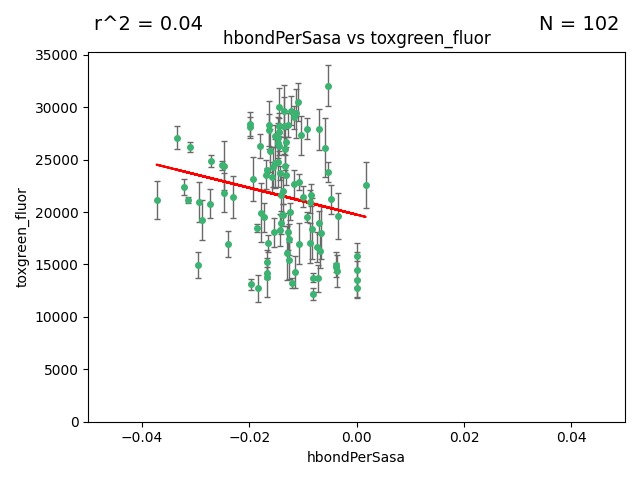 r^2 = 0.04
N = 102
hbondPerSasa vs toxgreen_fluor
35000
30000
25000
20000
15000
10000
5000
0
toxgreen_fluor
−0.04
−0.02
0.00
0.02
0.04
hbondPerSasa